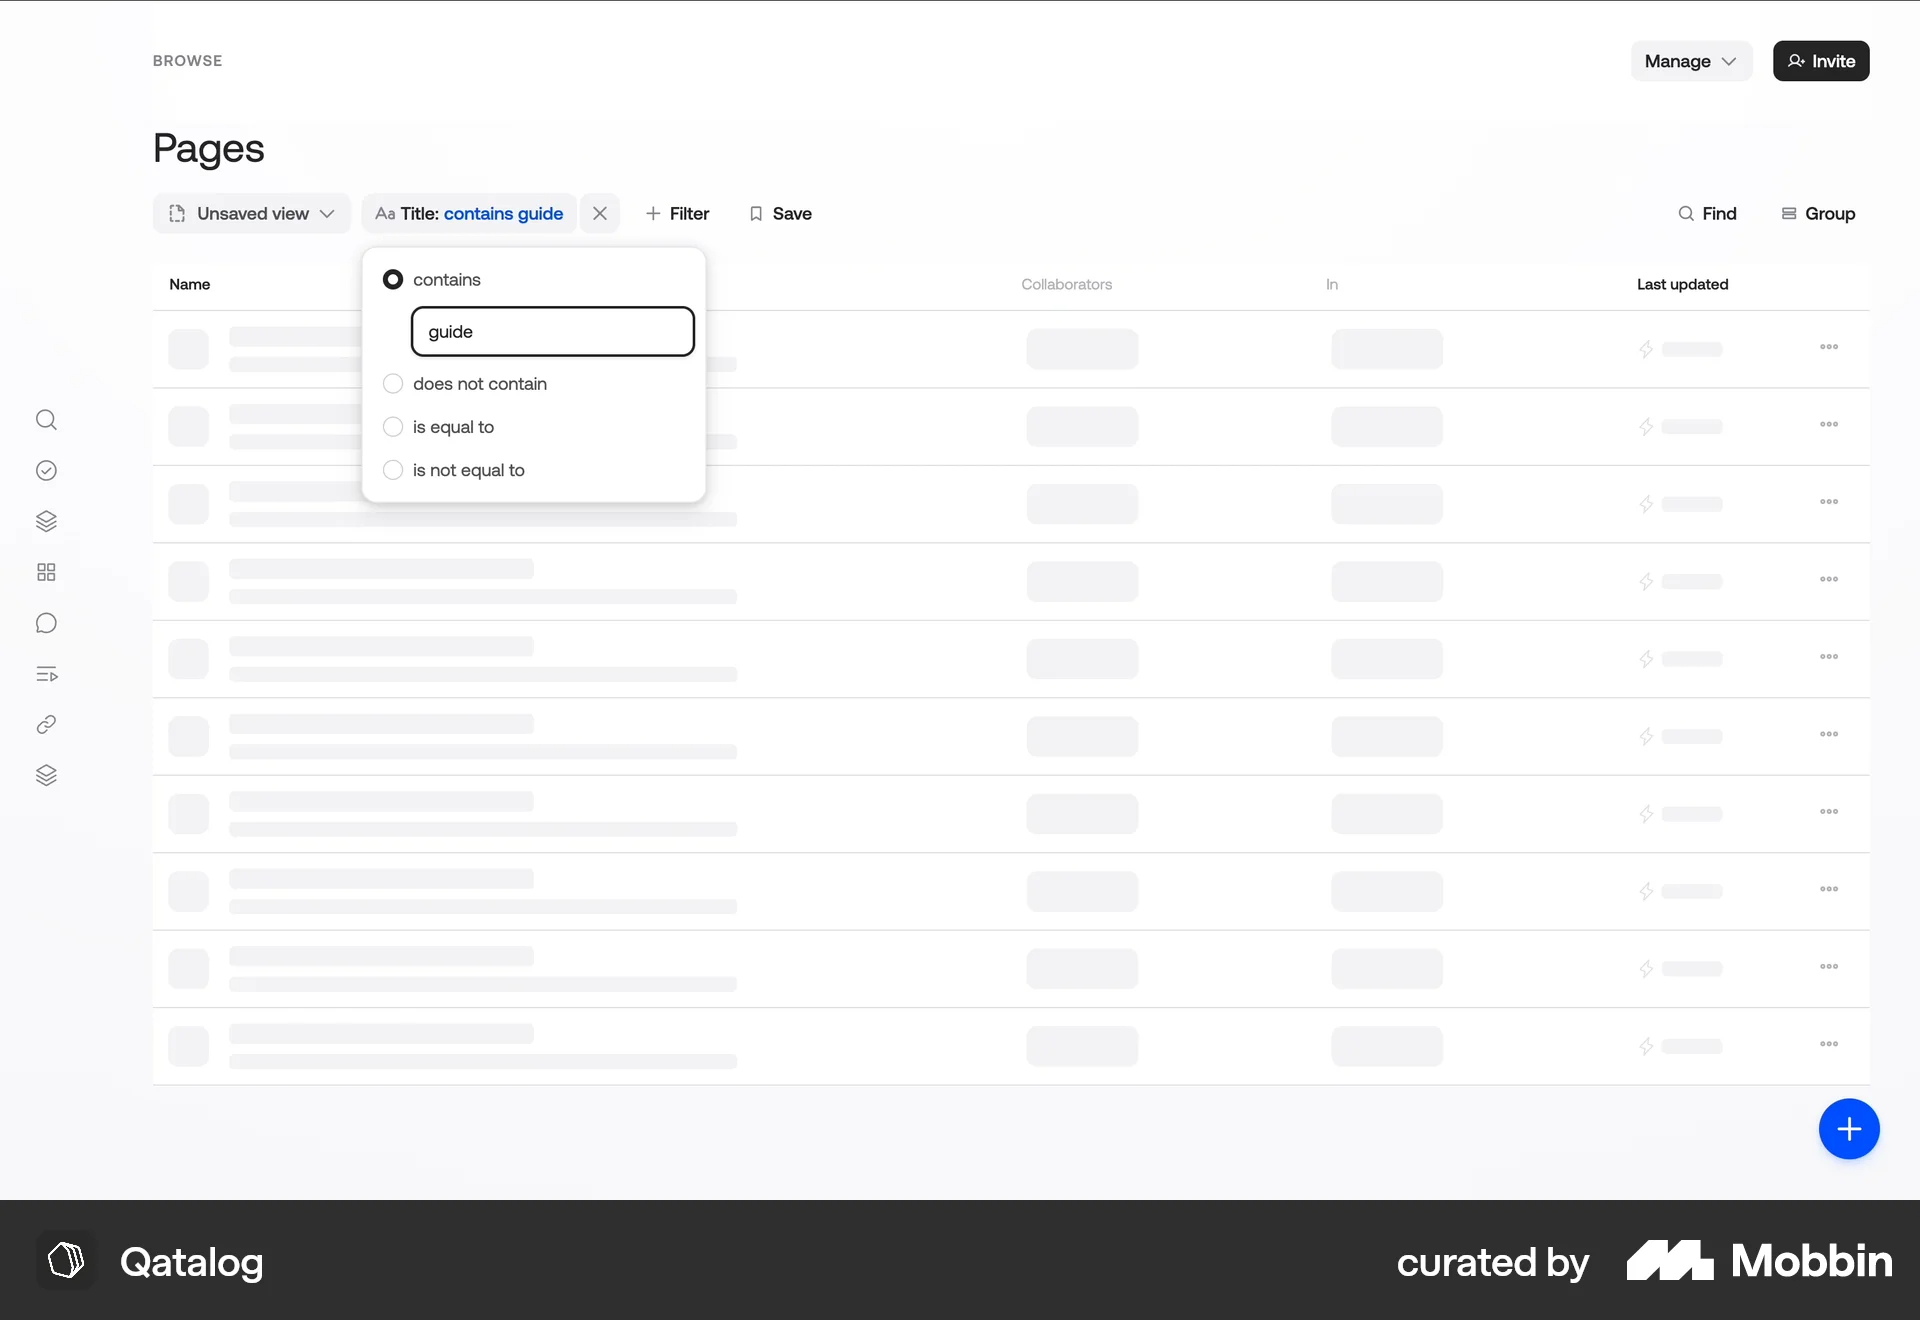 BROWSE
Manage
Invite
Pages
Unsaved view
Aa Title: contains guide
Filter
Save
Find
Group
Name
Collaborators
In
Last updated
contains
guide
does not contain
is equal to
is not equal to
Qatalog
curated by
Mobbin